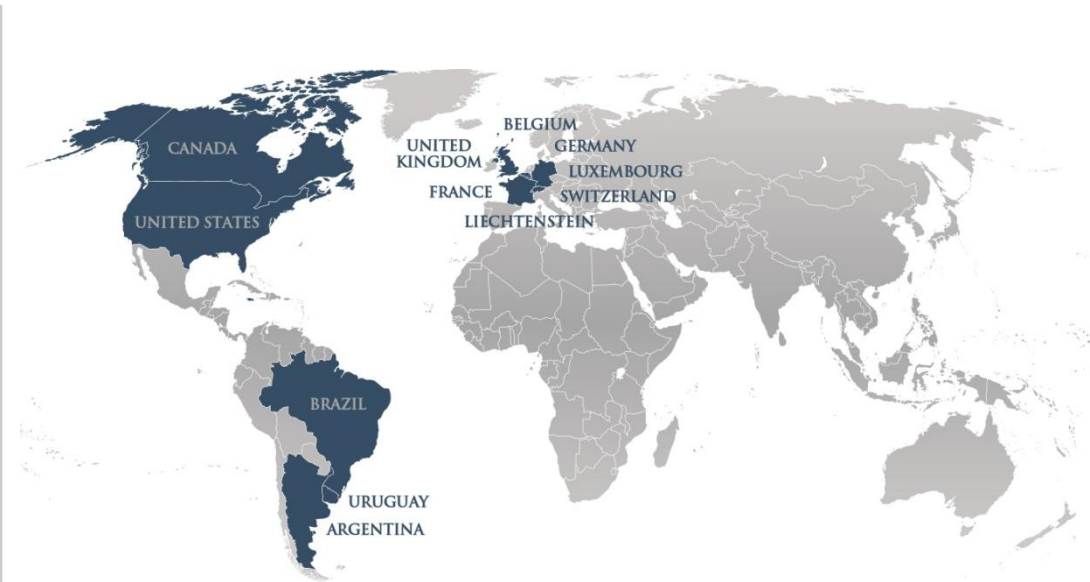 BELGIUM
UNITED
KINGDOM
GERMANY
LUXEMBOURG
FRANCE
SWITZERLAND
LIECHTENSTEIN
CANADA
UNITED STATES
BRAZIL
URUGUAY
ARGENTINA